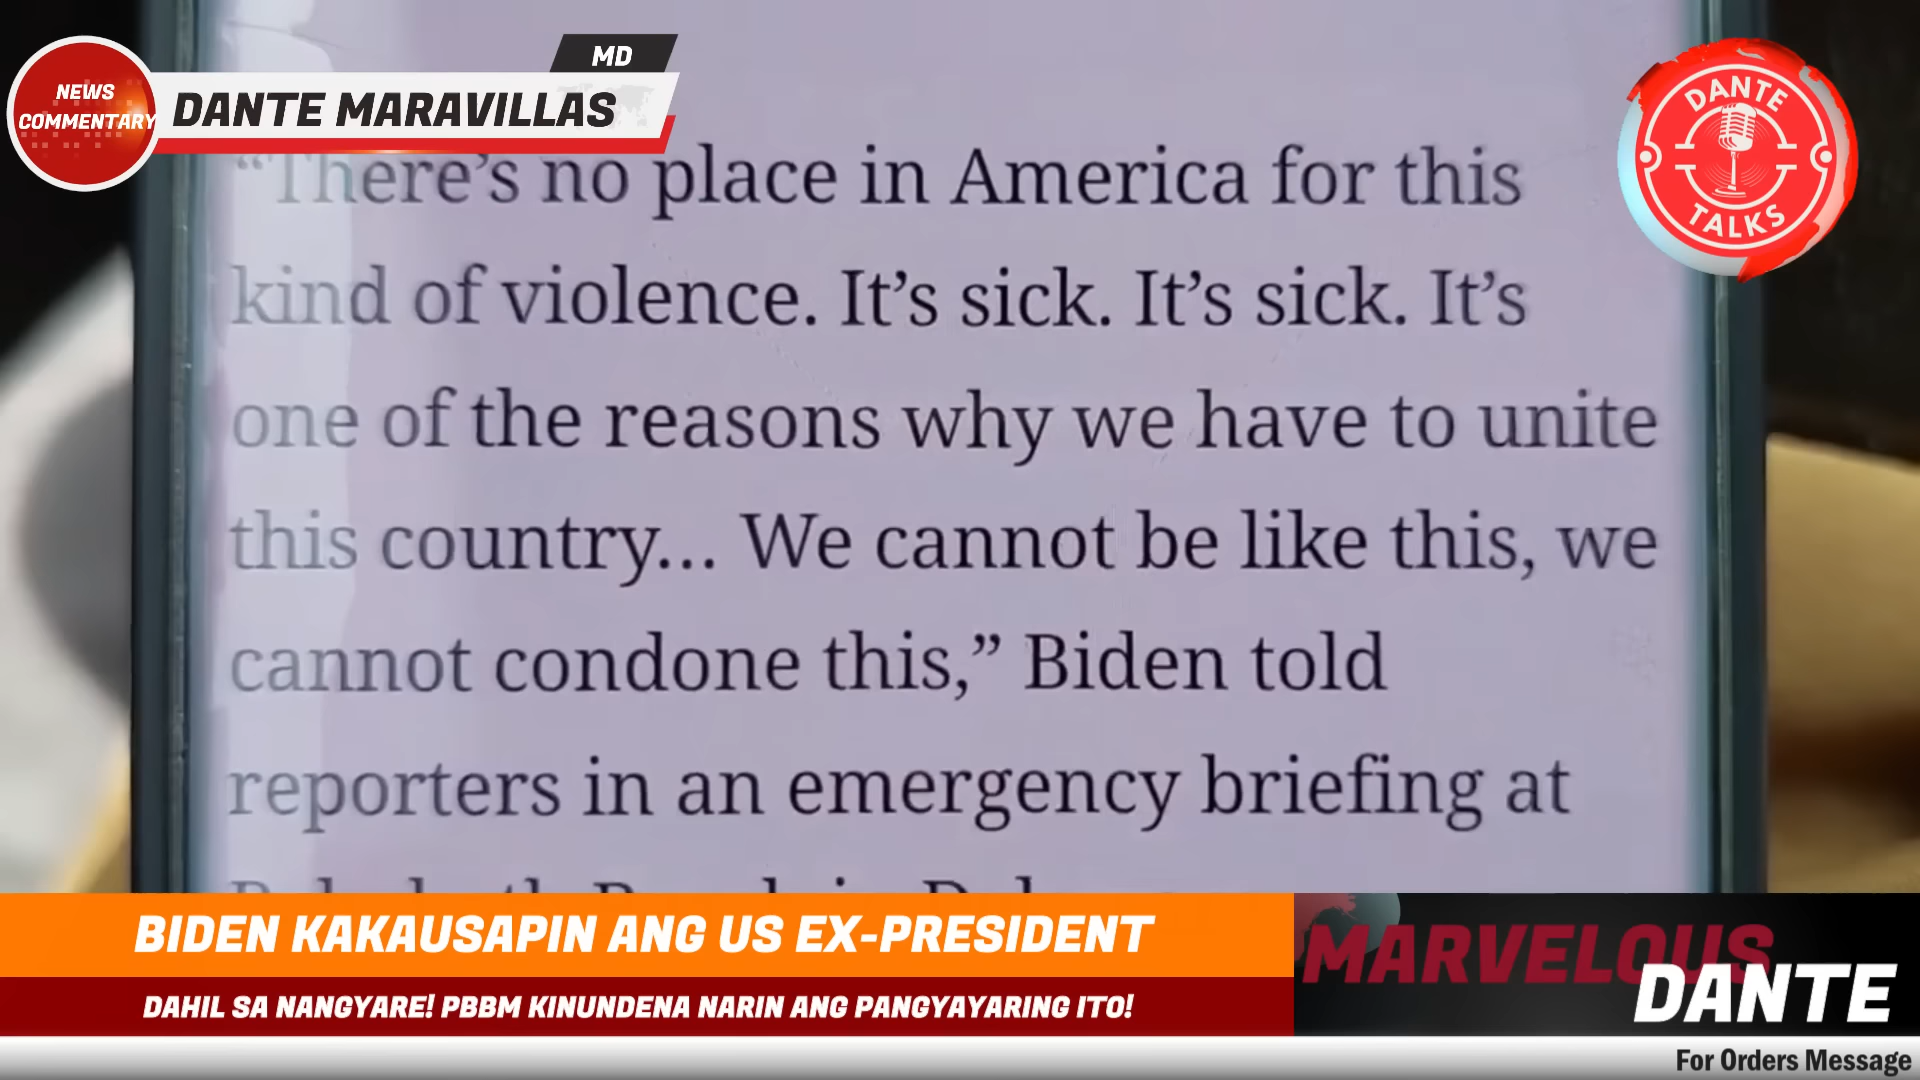 MD
NEWS
COMMENTARY
DANTE MARAVILLAS
DANTE
TALKS
“There’s no place in America for this
kind of violence. It’s sick. It’s sick. It’s
one of the reasons why we have to unite
this country… We cannot be like this, we
cannot condone this,” Biden told
reporters in an emergency briefing at
BIDEN KAKAUSAPIN ANG US EX-PRESIDENT
DAHIL SA NANGYARE! PBBM KINUNDENA NARIN ANG PANGYAYARING ITO!
MARVELOUS
DANTE
For Orders Message